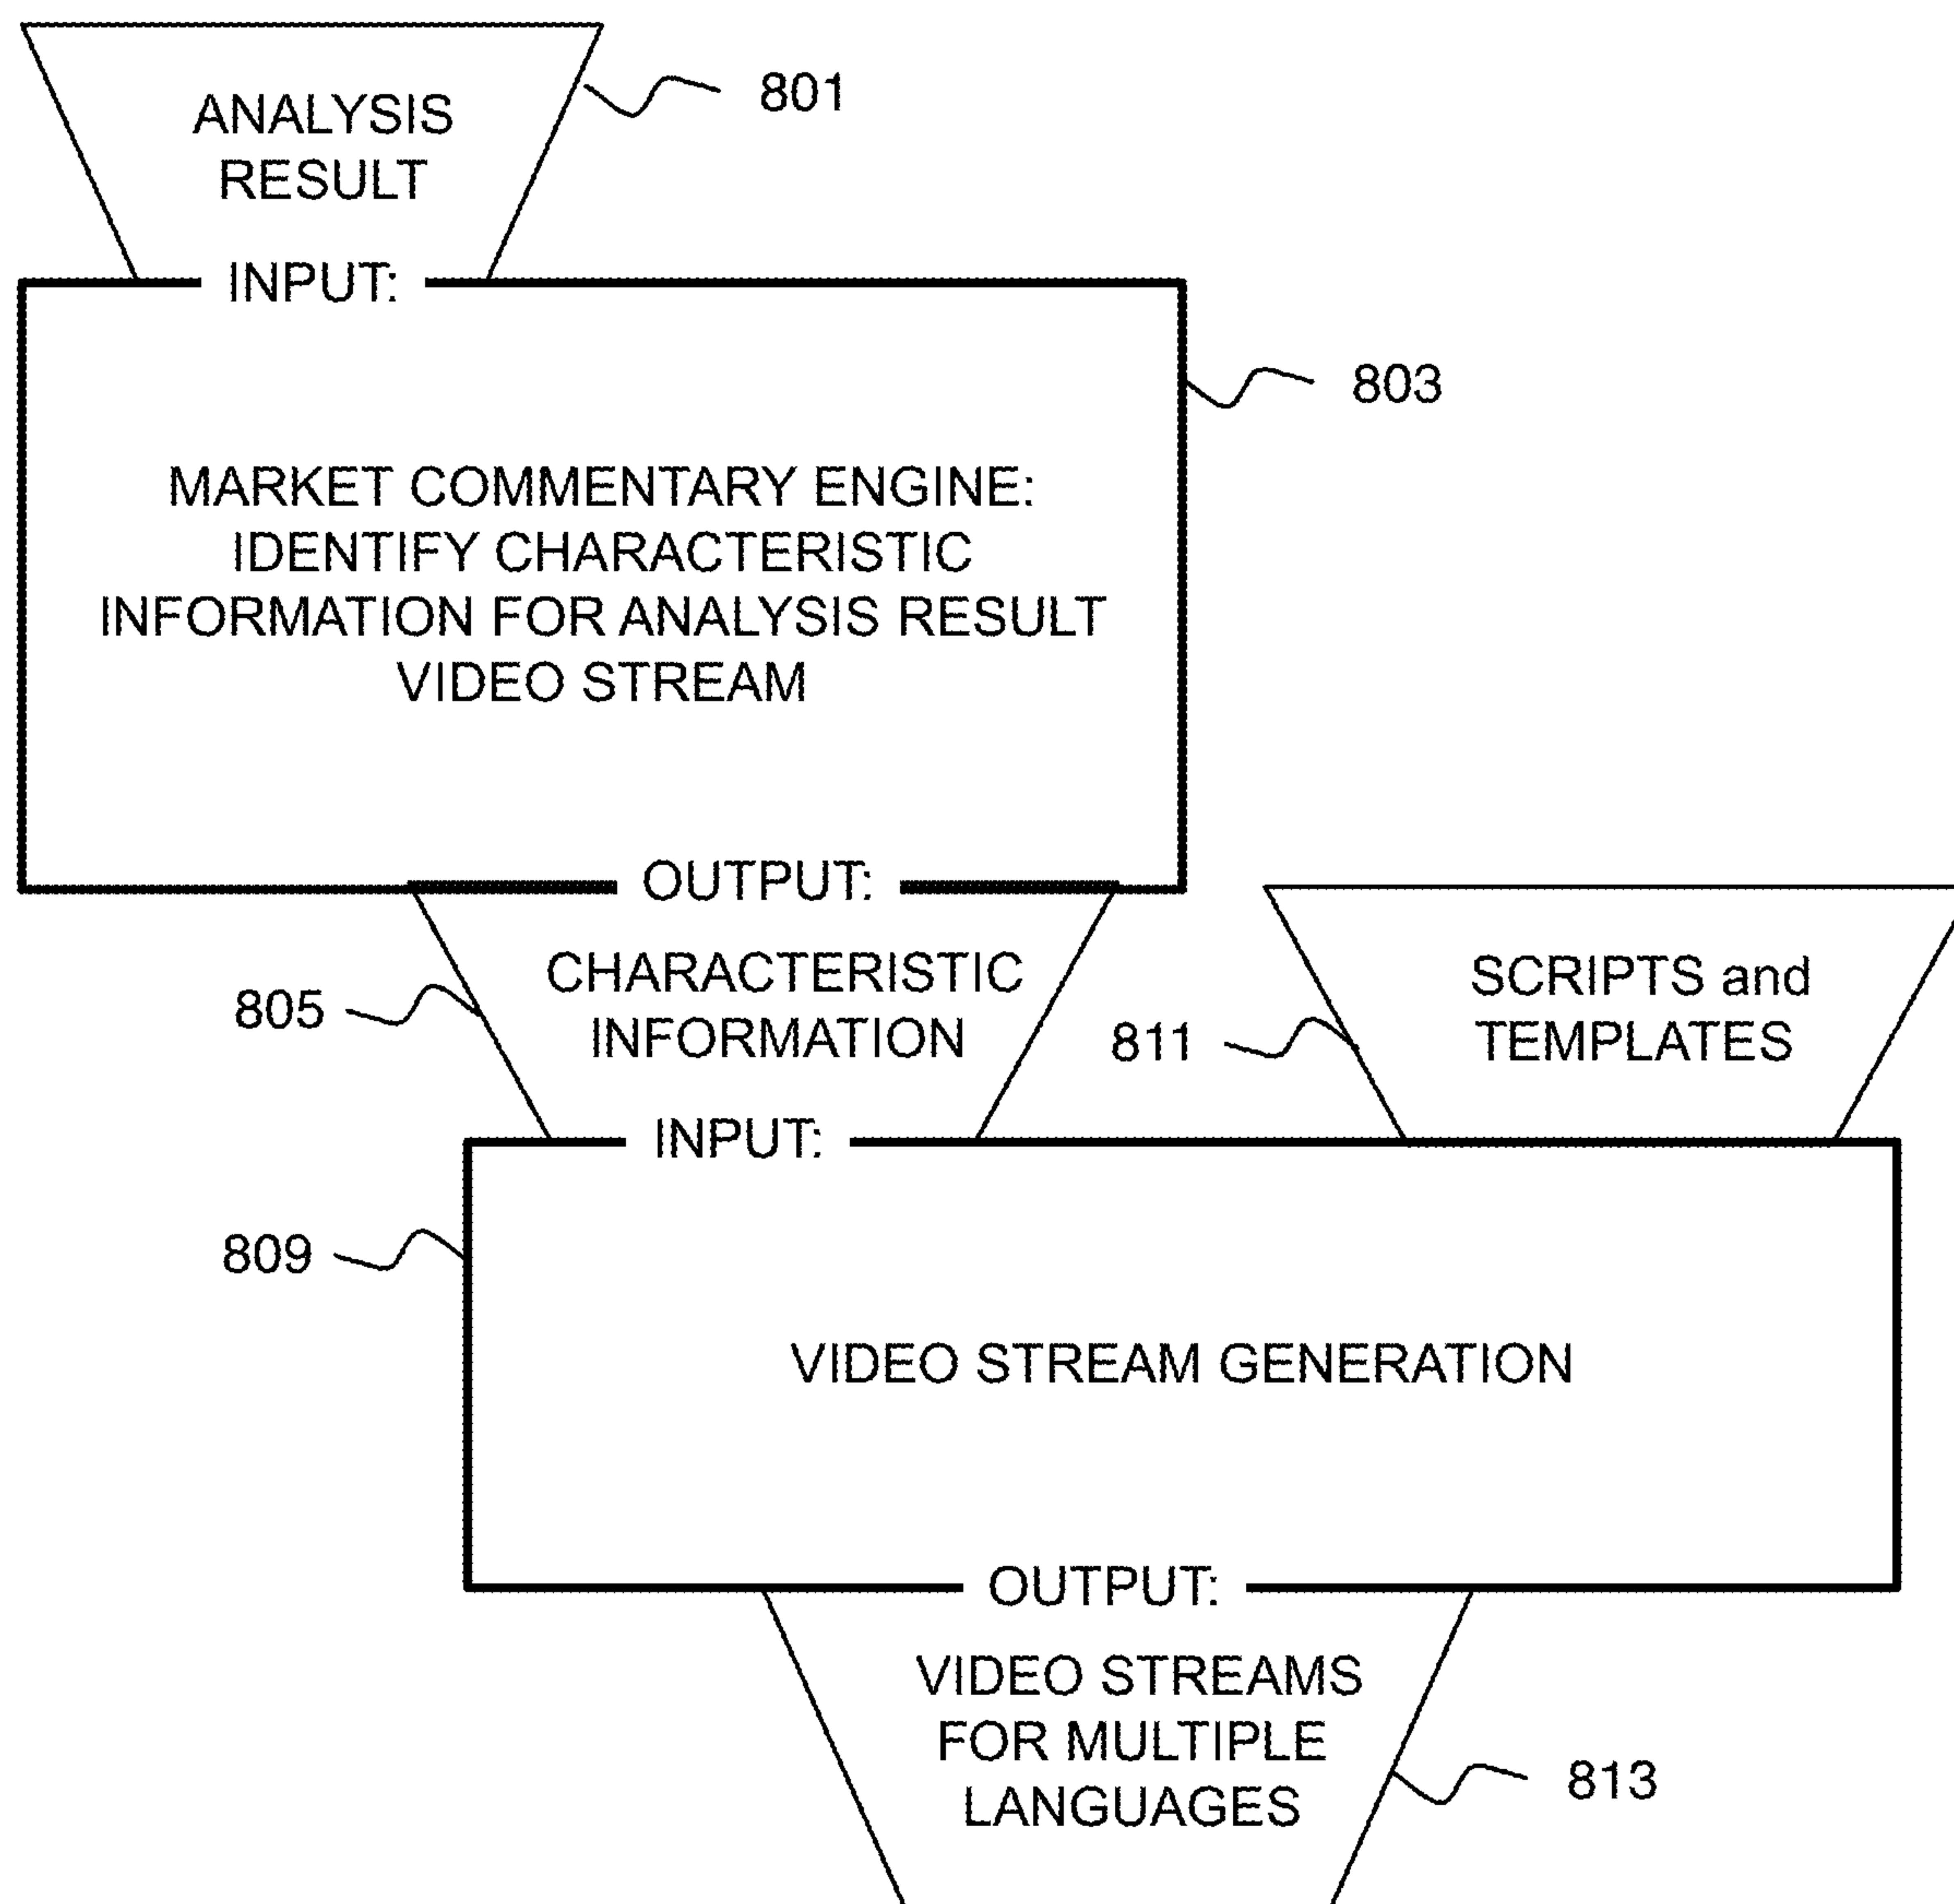 ANALYSIS
RESULT
801
INPUT:
803
MARKET COMMENTARY ENGINE:
IDENTIFY CHARACTERISTIC
INFORMATION FOR ANALYSIS RESULT
VIDEO STREAM
OUTPUT:
805
CHARACTERISTIC
INFORMATION
811
SCRIPTS and
TEMPLATES
INPUT:
809
VIDEO STREAM GENERATION
OUTPUT:
VIDEO STREAMS
FOR MULTIPLE
LANGUAGES
813